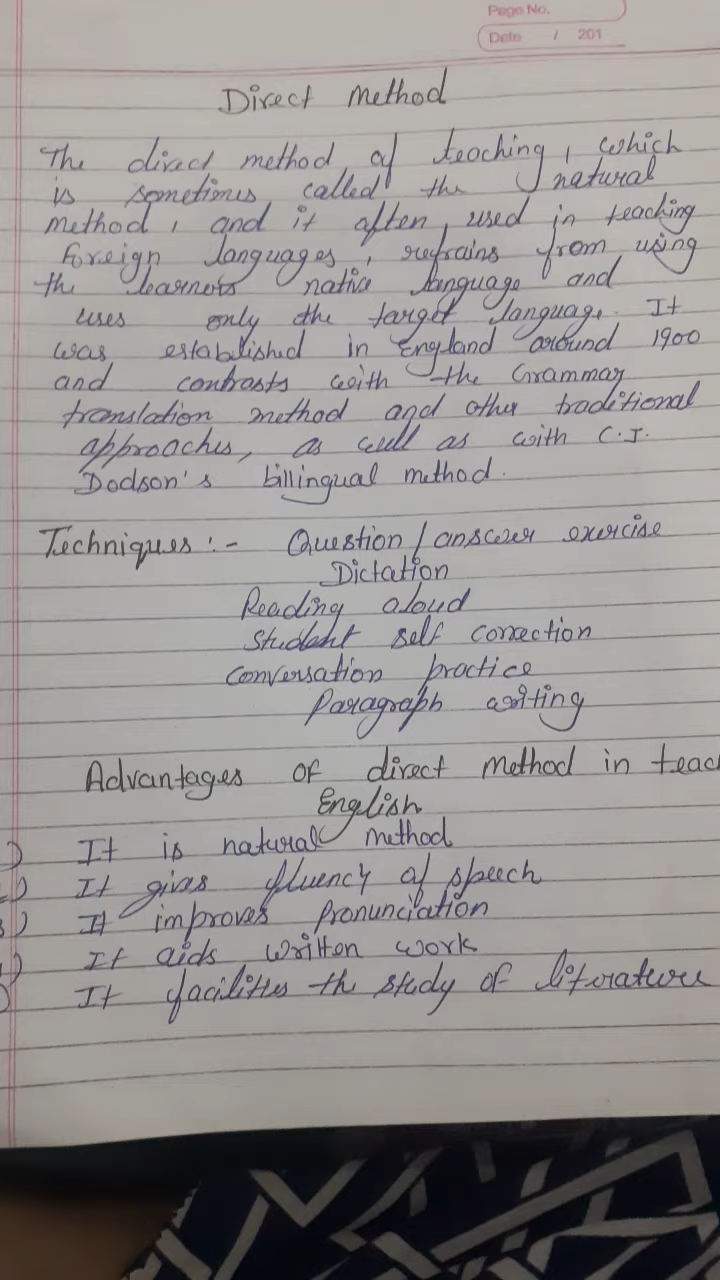 Page No.
Date / 201
Direct Method
The direct method of teaching, which
is sometimes called the natural
method, and it often used in teaching
foreign languages, refrains from using
the learners native language and
uses only the target language. It
was established in England around 1900
and contrasts with the Grammar
translation method and other traditional
approaches, as well as with C.J.
Dodson's billingual method.
Techniques :- Question / answer exercise
Dictation
Reading aloud
Student self correction
Conversation practice
Paragraph writing
Advantages of direct method in teac
English
) It is natural method
) It gives fluency of speech
3) It improves Pronunciation
) It aids written work
) It facilities the study of literature